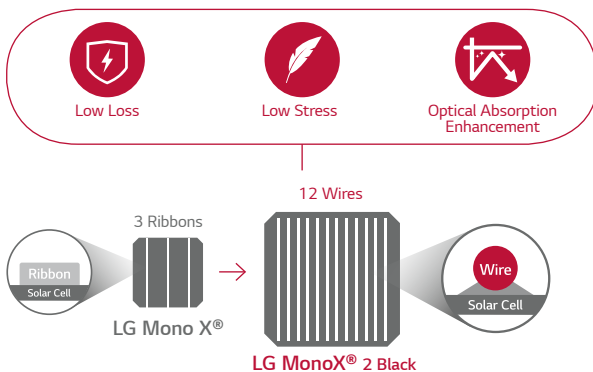 Low Loss
Low Stress
Optical Absorption
Enhancement
12 Wires
3 Ribbons
Ribbon
Solar Cell
Wire
Solar Cell
LG Mono X®
LG MonoX® 2 Black